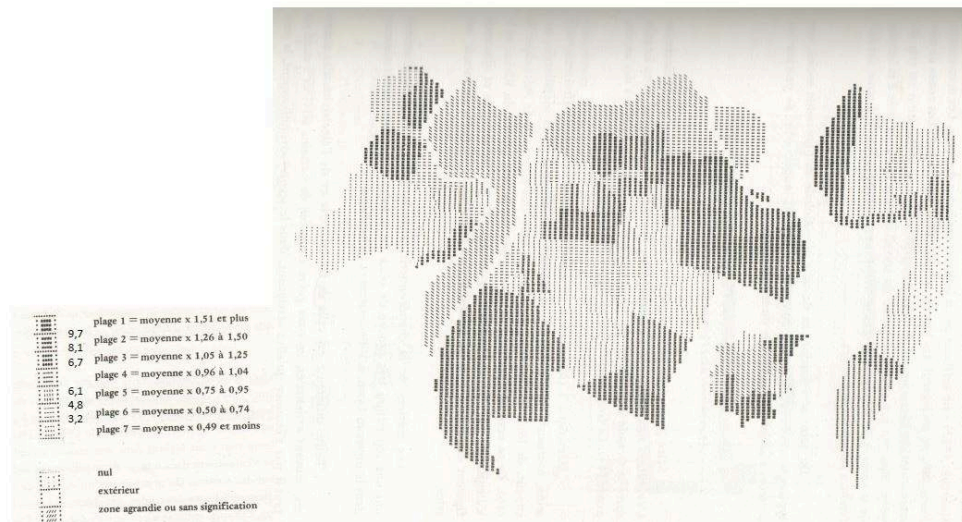 plage 1 = moyenne x 1,51 et plus
9,7
plage 2 = moyenne x 1,26 à 1,50
8,1
plage 3 = moyenne x 1,05 à 1,25
6,7
plage 4 = moyenne x 0,96 à 1,04
6,1
plage 5 = moyenne x 0,75 à 0,95
4,8
plage 6 = moyenne x 0,50 à 0,74
3,2
plage 7 = moyenne x 0,49 et moins
nul
extérieur
zone agrandie ou sans signification